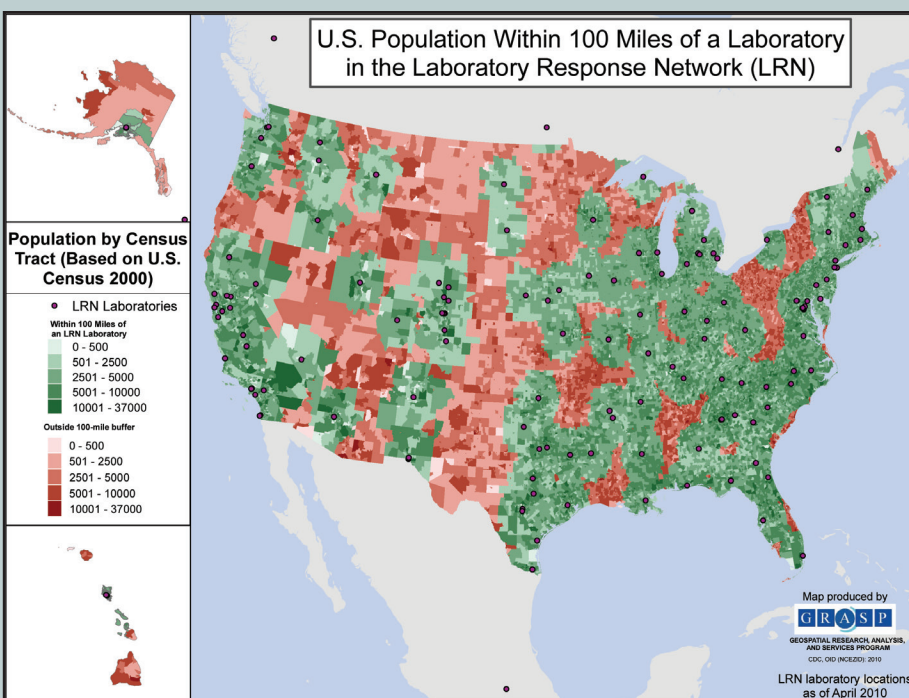 U.S. Population Within 100 Miles of a Laboratory
in the Laboratory Response Network (LRN)
Population by Census
Tract (Based on U.S.
Census 2000)
LRN Laboratories
Within 100 Miles of
an LRN Laboratory
0 - 500
501 - 2500
2501 - 5000
5001 - 10000
10001 - 37000
Outside 100-mile buffer
0 - 500
501 - 2500
2501 - 5000
5001 - 10000
10001 - 37000
Map produced by
GRASP
GEOSPATIAL RESEARCH, ANALYSIS,
AND SERVICES PROGRAM
CDC, OID (NCEZID): 2010
LRN laboratory locations
as of April 2010